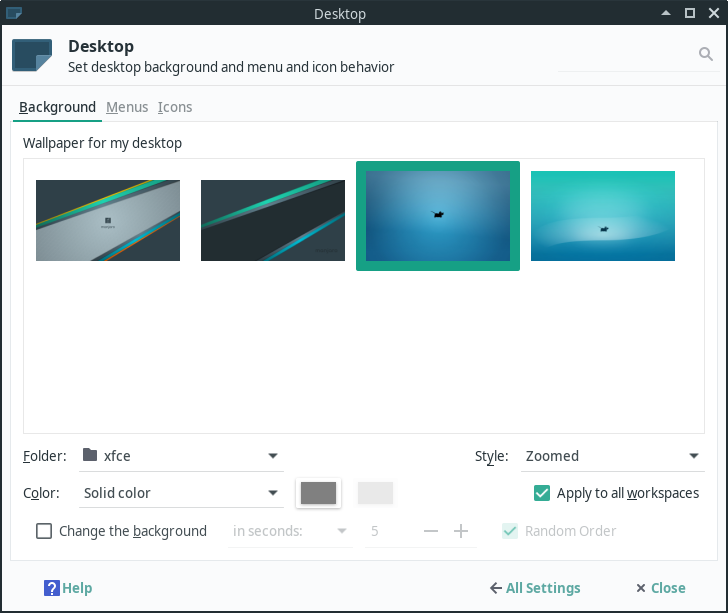 Desktop
Desktop
Set desktop background and menu and icon behavior
Background Menus Icons
Wallpaper for my desktop
Folder: xfce Style: Zoomed
Color: Solid color Apply to all workspaces
Change the background in seconds: 5 Random Order
Help All Settings Close